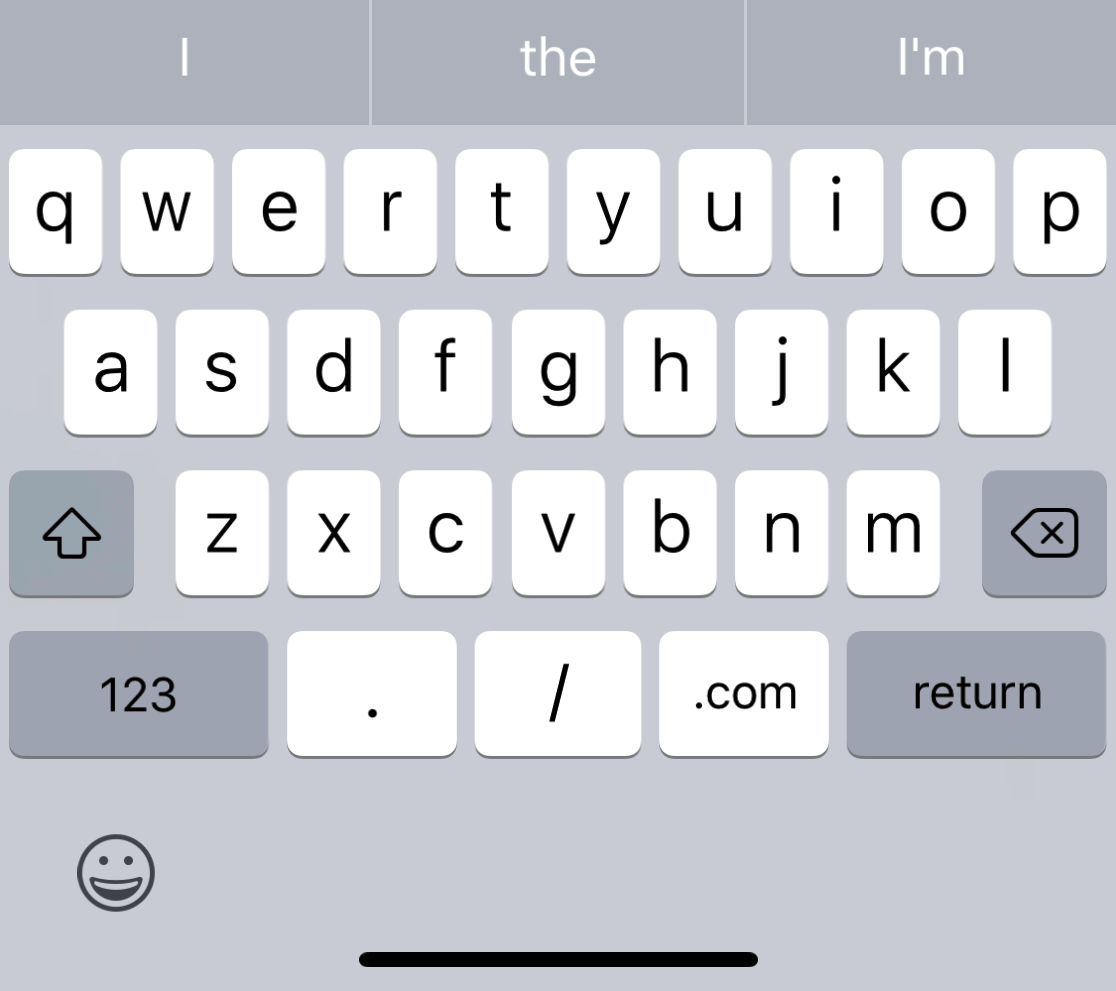 I the I'm
q w e r t y u i o p
a s d f g h j k l
z x c v b n m
123 . / .com return